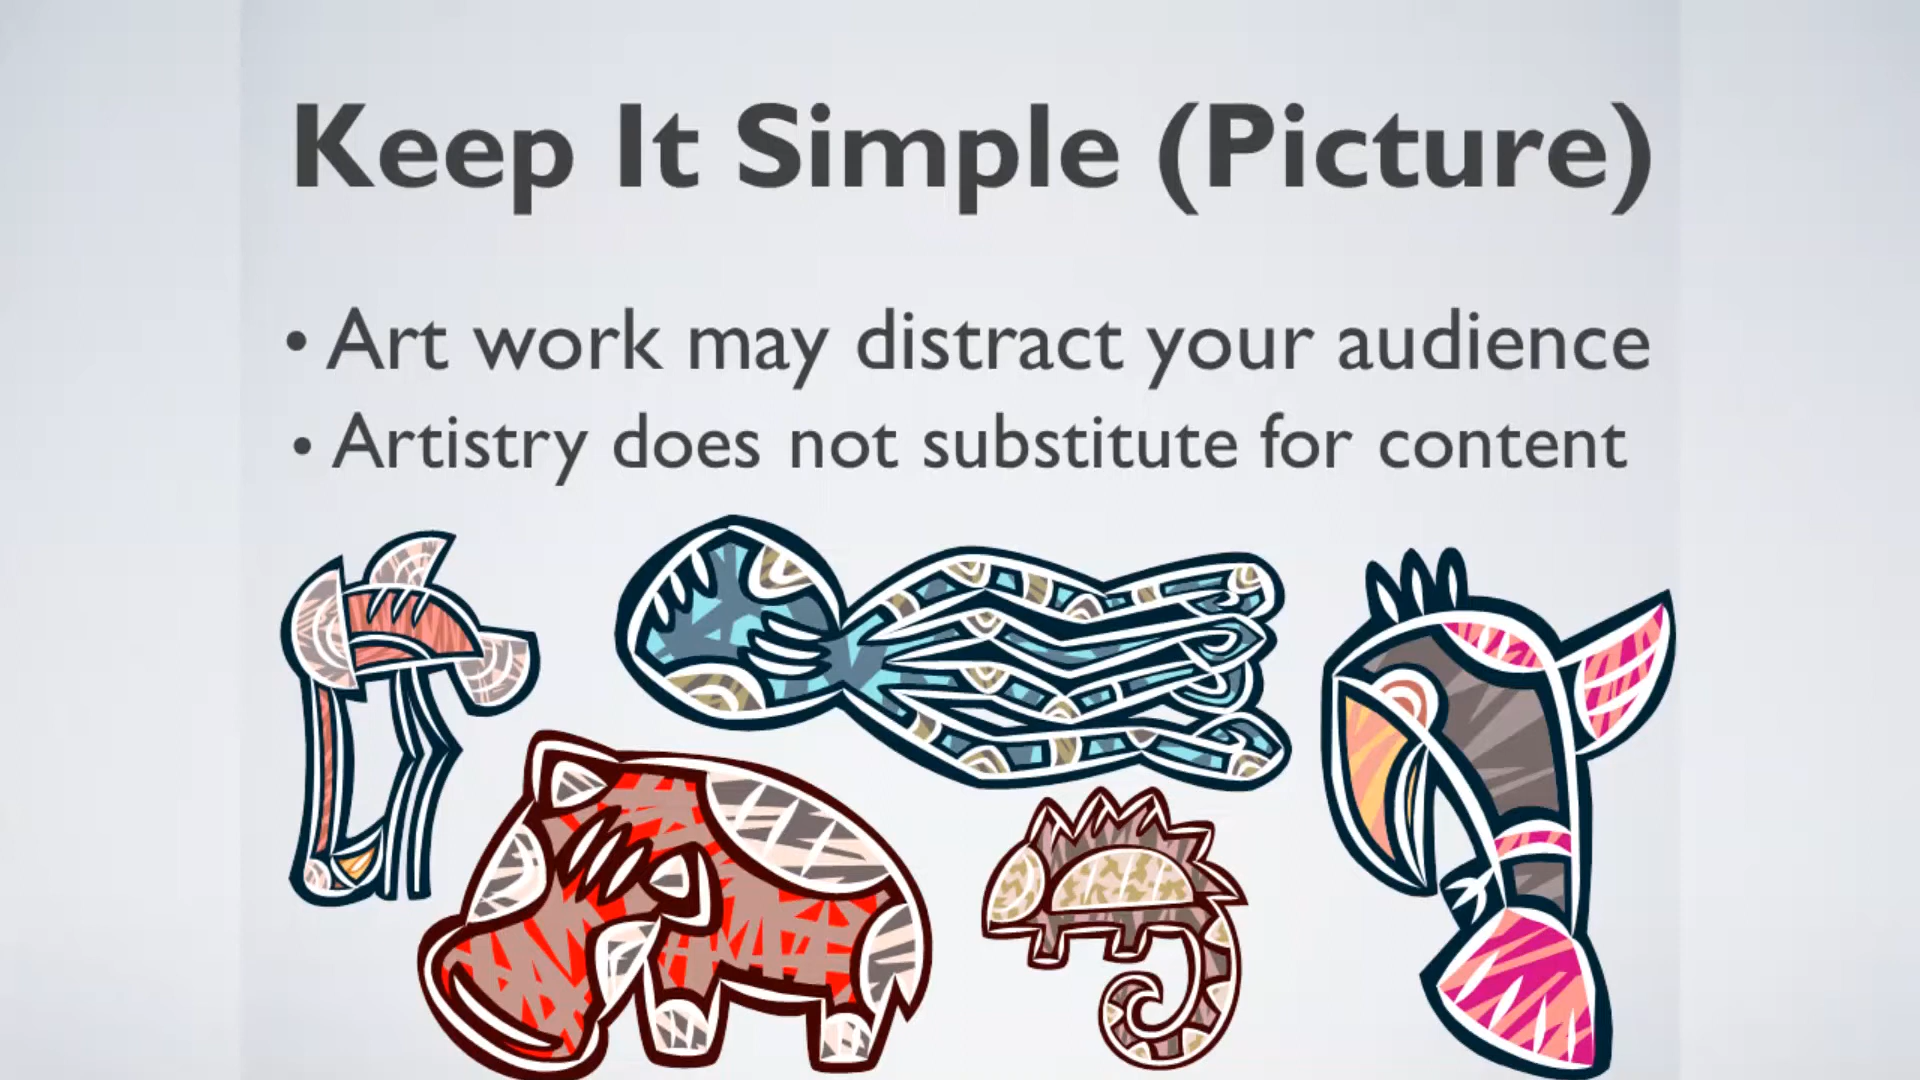 Keep It Simple (Picture)
• Art work may distract your audience
• Artistry does not substitute for content